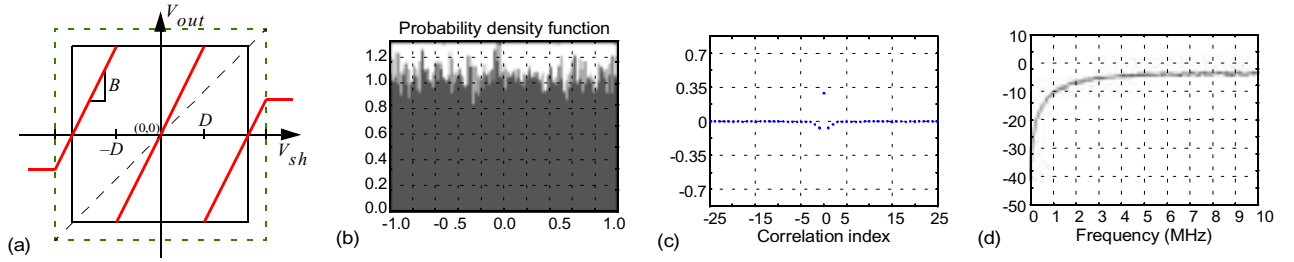 V_out
B
(0,0)
D
−D
V_sh
(a)
Probability density function
1.2
1.0
0.8
0.6
0.4
0.2
0.0
-1.0 -0.5 0.0 0.5 1.0
(b)
0.7
0.35
0
-0.35
-0.7
-25 -15 -5 5 15 25
0
Correlation index
(c)
10
0
-10
-20
-30
-40
-50
0 1 2 3 4 5 6 7 8 9 10
Frequency (MHz)
(d)